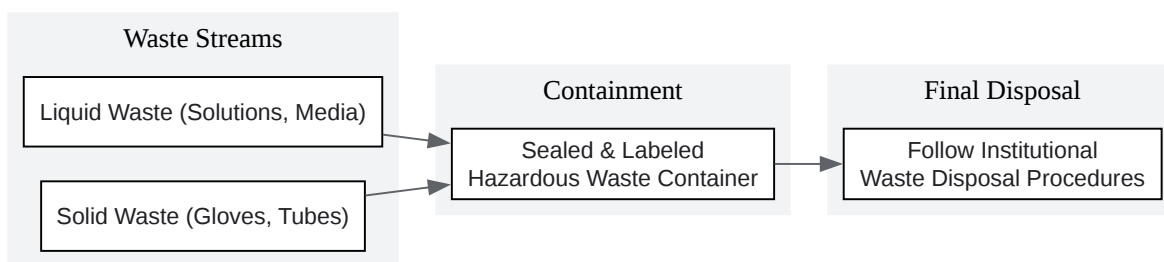 Waste Streams
Liquid Waste (Solutions, Media)
Solid Waste (Gloves, Tubes)
Containment
Sealed & Labeled
Hazardous Waste Container
Final Disposal
Follow Institutional
Waste Disposal Procedures